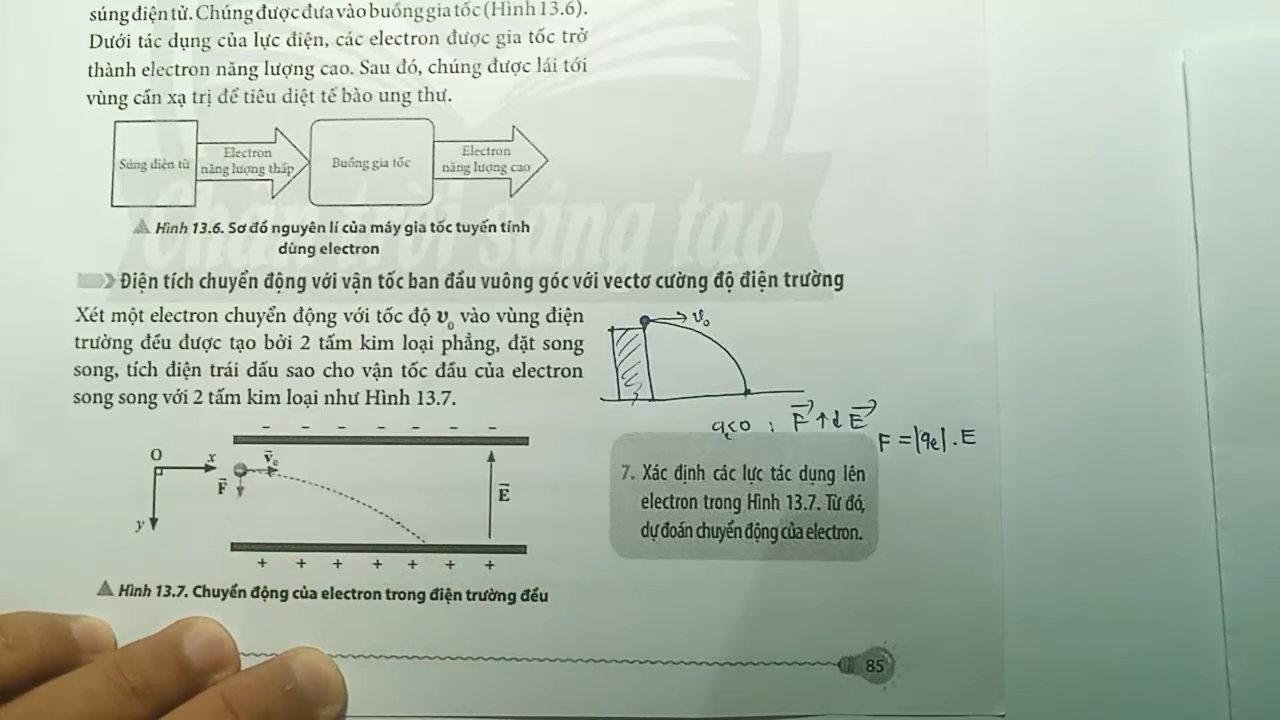 súng điện tử. Chúng được đưa vào buồng gia tốc (Hình 13.6).
Dưới tác dụng của lực điện, các electron được gia tốc trở
thành electron năng lượng cao. Sau đó, chúng được lái tới
vùng cần xạ trị để tiêu diệt tế bào ung thư.
Súng điện tử
Electron
năng lượng thấp
Buồng gia tốc
Electron
năng lượng cao
Chân trời sáng tạo
Hình 13.6. Sơ đồ nguyên lí của máy gia tốc tuyến tính
dùng electron
Điện tích chuyển động với vận tốc ban đầu vuông góc với vectơ cường độ điện trường
Xét một electron chuyển động với tốc độ v₀ vào vùng điện
trường đều được tạo bởi 2 tấm kim loại phẳng, đặt song
song, tích điện trái dấu sao cho vận tốc đầu của electron
song song với 2 tấm kim loại như Hình 13.7.
v₀
q<0 : F⃗ ↑↓ E⃗
F = |qe| . E
- - - - - - -
O x
y
F⃗
v⃗₀
E⃗
+ + + + + + +
Hình 13.7. Chuyển động của electron trong điện trường đều
7. Xác định các lực tác dụng lên
electron trong Hình 13.7. Từ đó,
dự đoán chuyển động của electron.
85